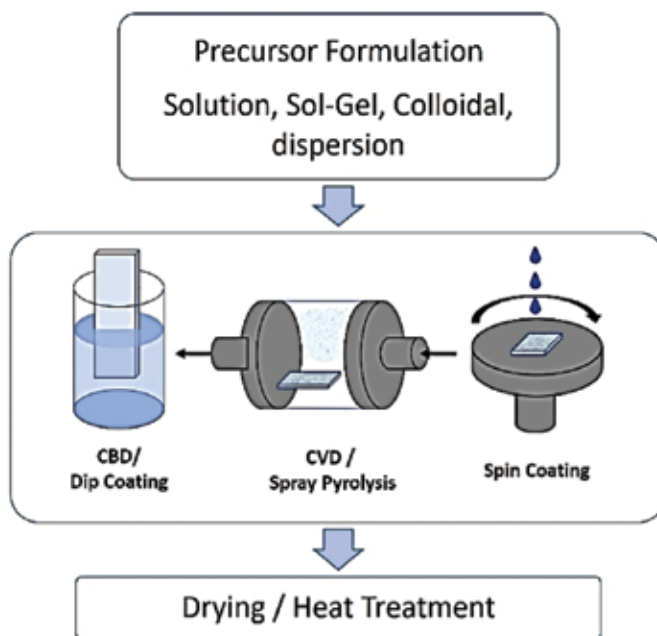 Precursor Formulation
Solution, Sol-Gel, Colloidal,
dispersion
CBD/
Dip Coating
CVD /
Spray Pyrolysis
Spin Coating
Drying / Heat Treatment